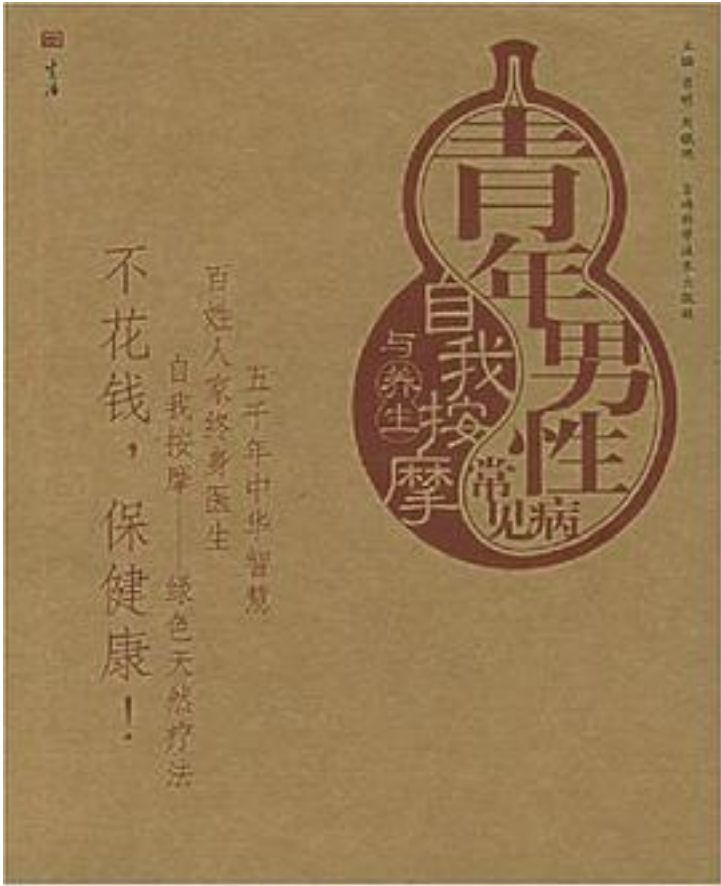 青年男性
常见病
自我按摩
与养生
五千年中华智慧
百姓人家终身医生
自我按摩——绿色天然疗法
不花钱，保健康！